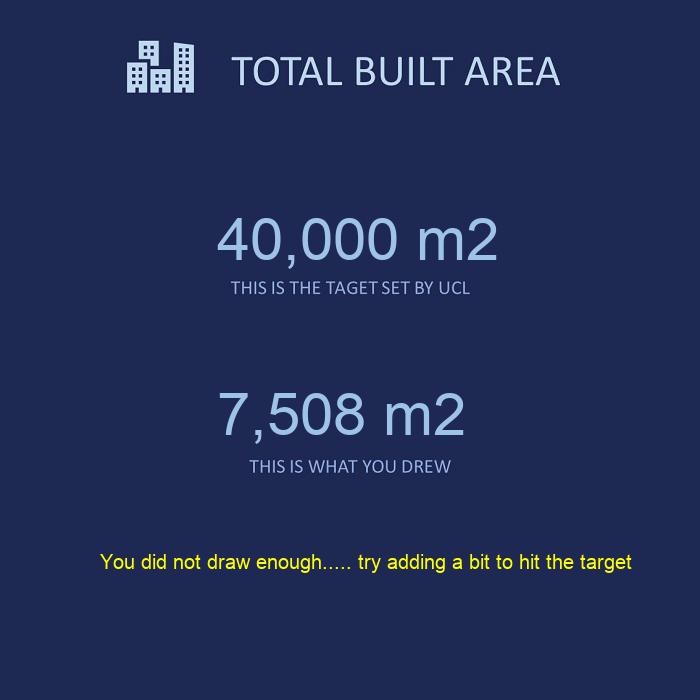 TOTAL BUILT AREA
40,000 m2
THIS IS THE TAGET SET BY UCL
7,508 m2
THIS IS WHAT YOU DREW
You did not draw enough..... try adding a bit to hit the target